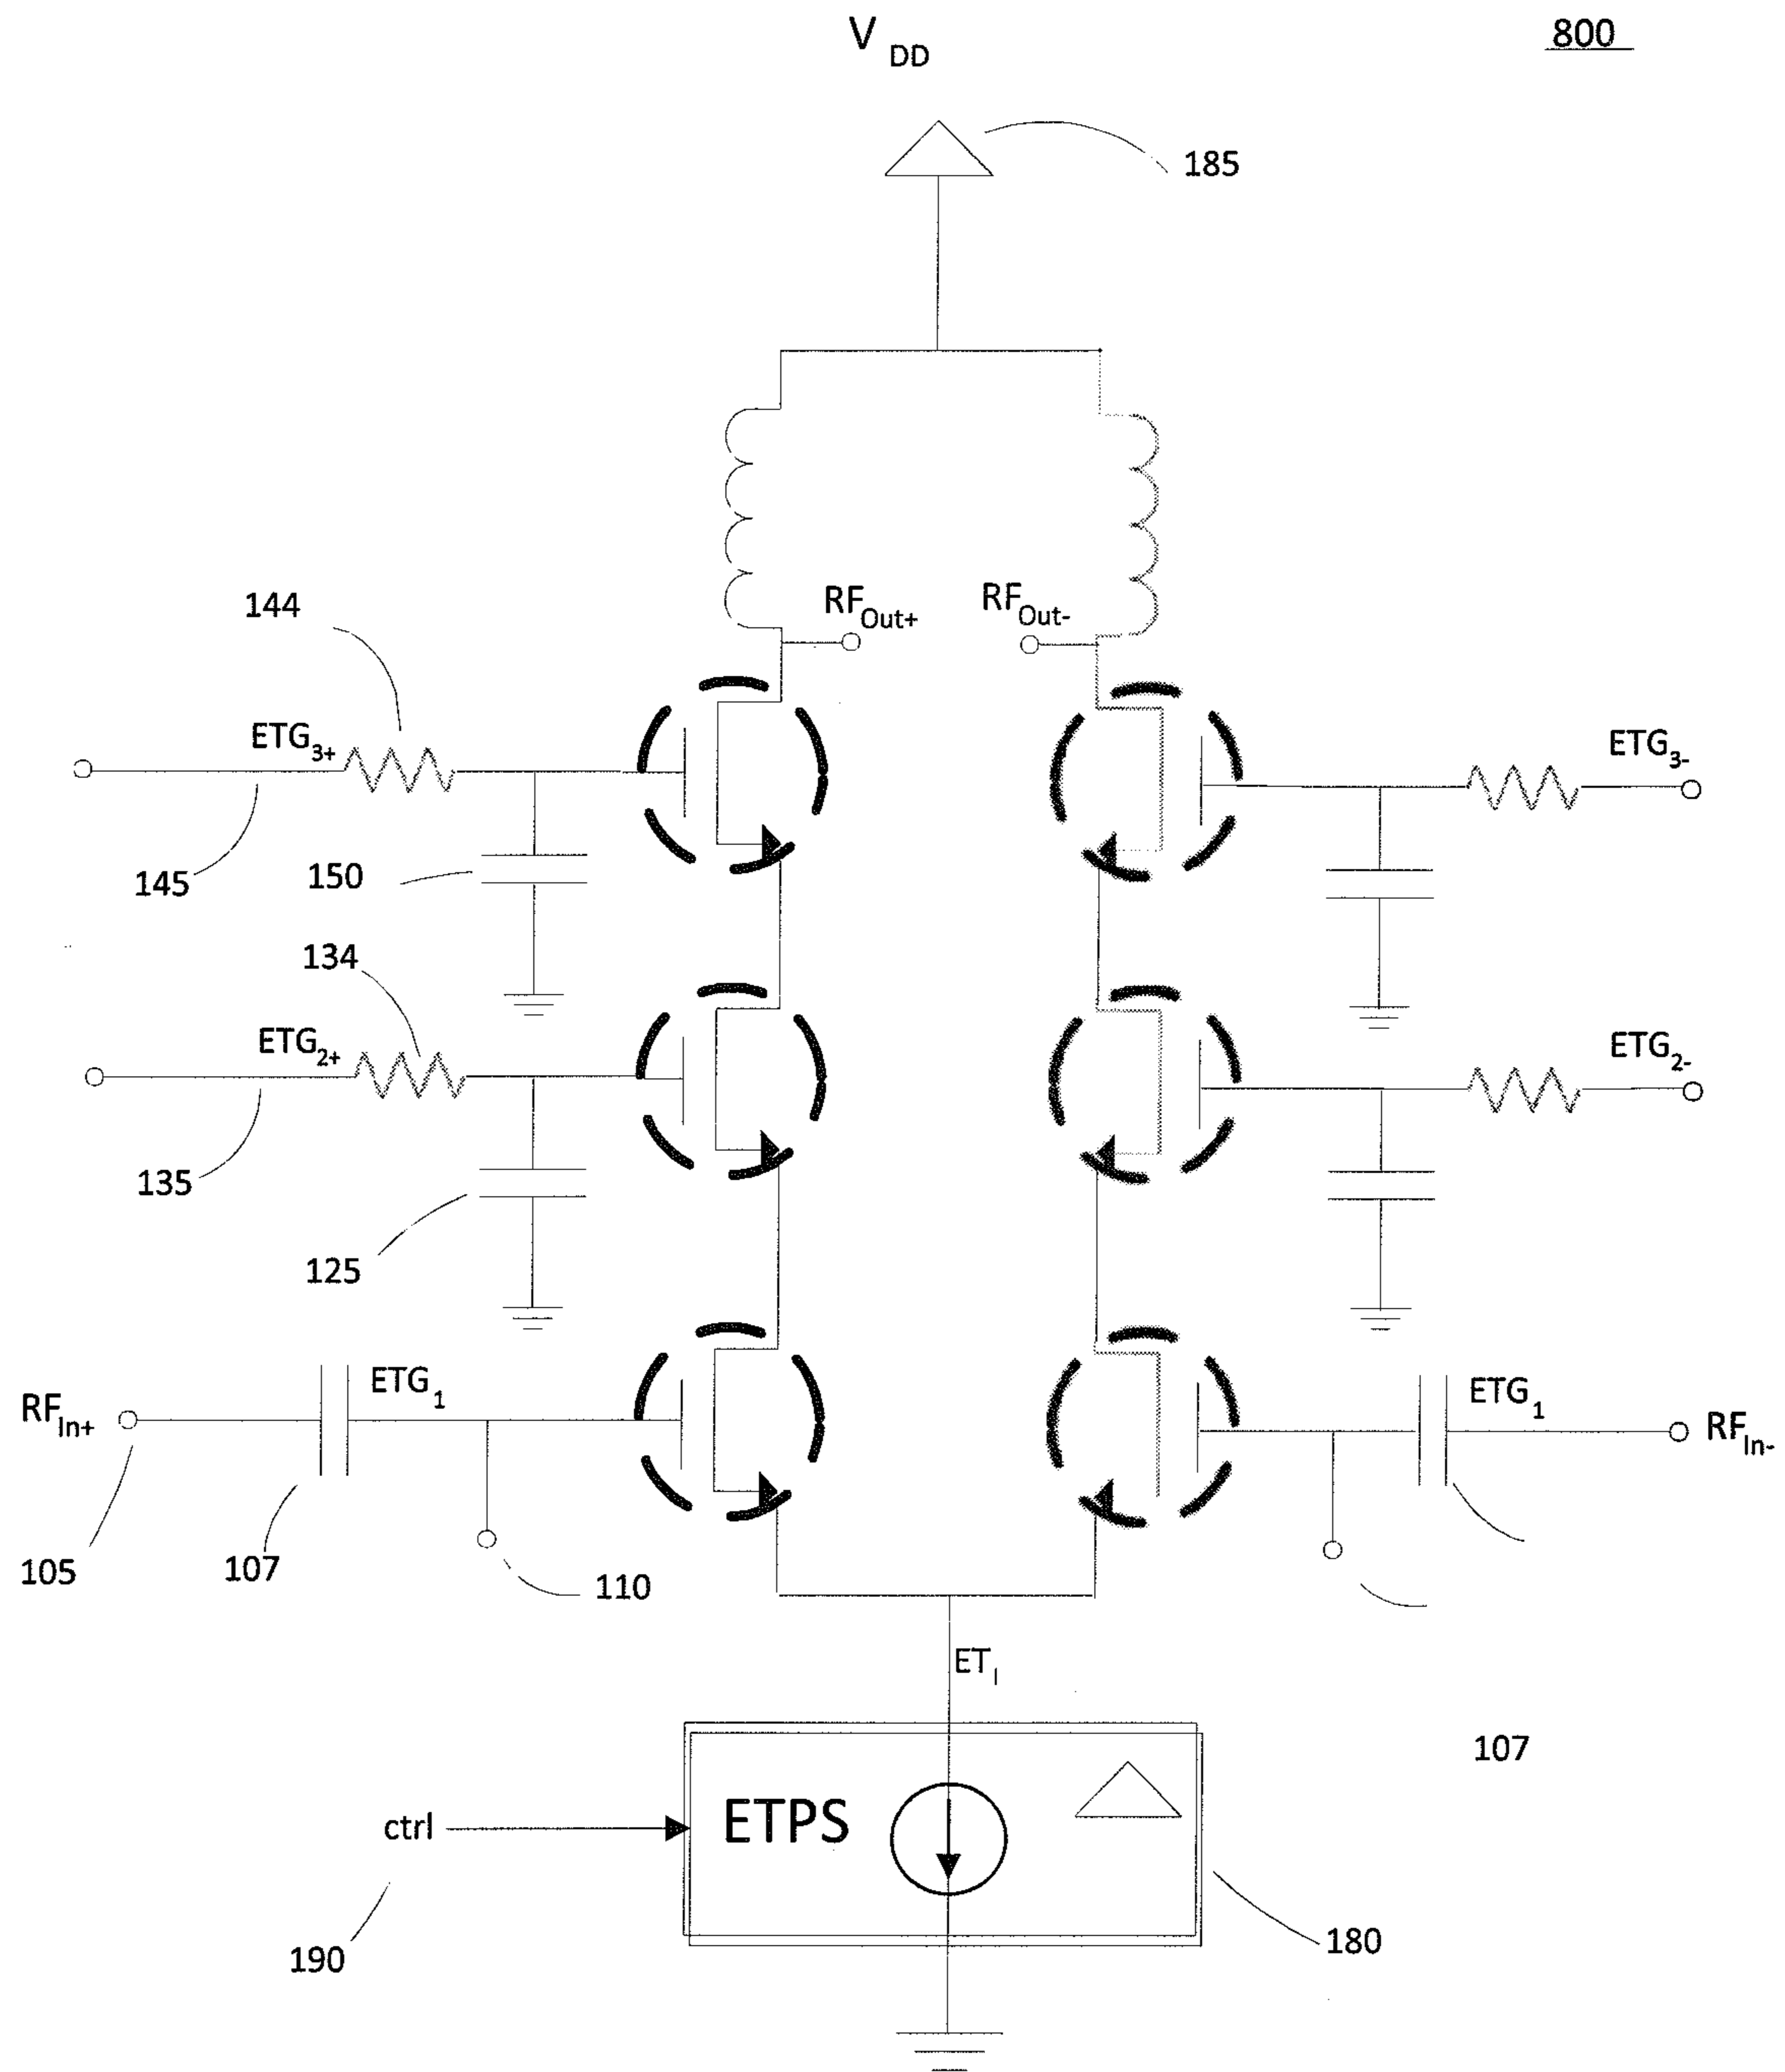 V DD
800
185
RF Out+
RF Out-
144
ETG 3+
ETG 3-
145
150
134
ETG 2+
ETG 2-
135
125
RF In+
ETG 1
ETG 1
RF In-
105
107
110
ET I
107
ctrl
ETPS
190
180